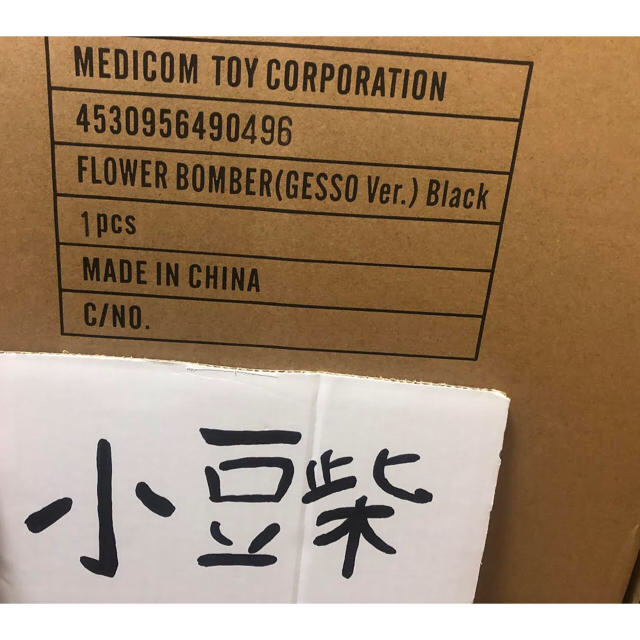 MEDICOM TOY CORPORATION
4530956490496
FLOWER BOMBER(GESSO Ver.) Black
1pcs
MADE IN CHINA
C/NO.
小豆柴